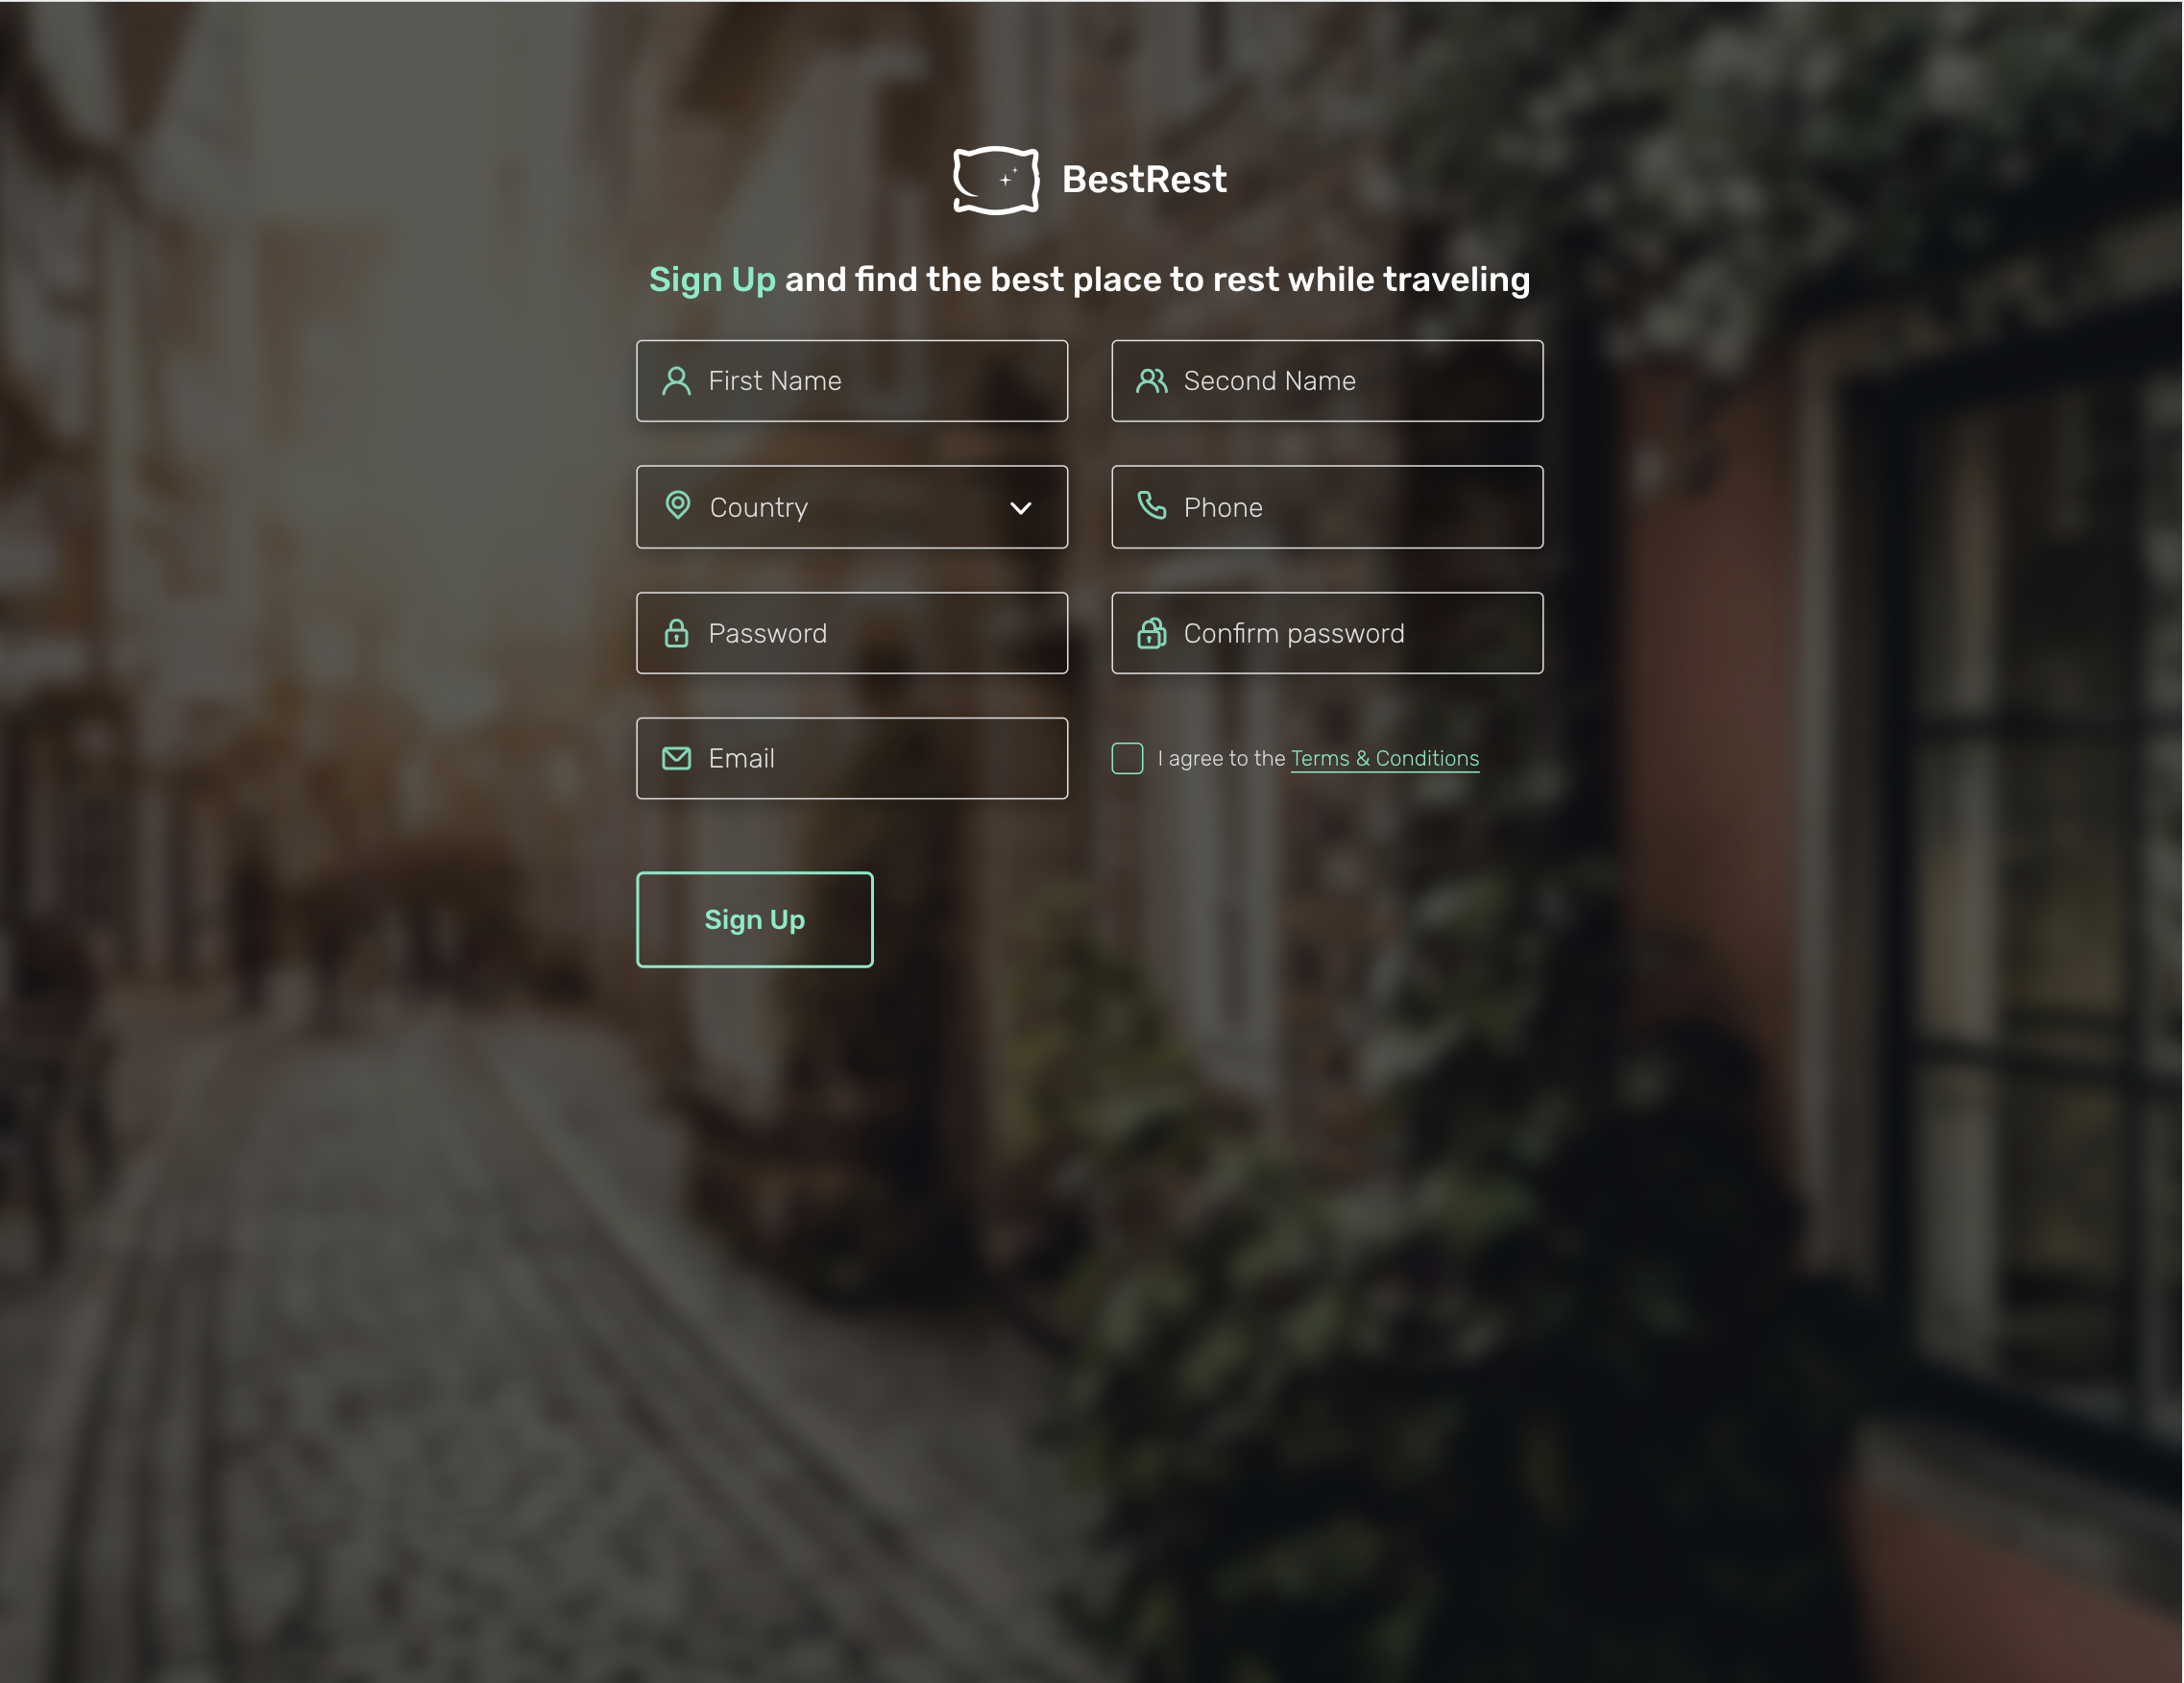 BestRest
Sign Up and find the best place to rest while traveling
First Name
Second Name
Country
Phone
Password
Confirm password
Email
I agree to the Terms & Conditions
Sign Up